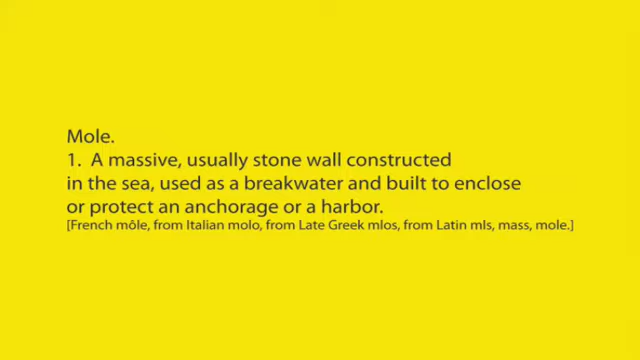 Mole.
1. A massive, usually stone wall constructed
in the sea, used as a breakwater and built to enclose
or protect an anchorage or a harbor.
[French môle, from Italian molo, from Late Greek mlos, from Latin mls, mass, mole.]